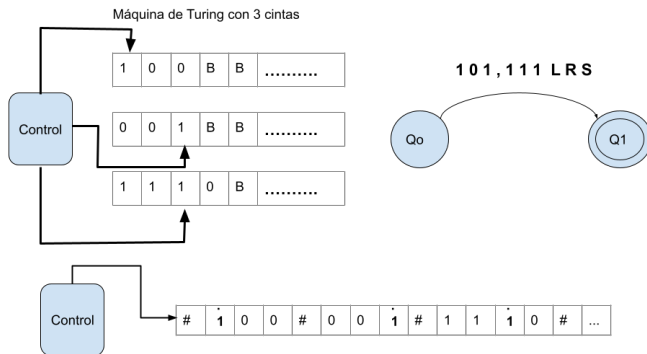 Máquina de Turing con 3 cintas
1 0 0 B B ..........
1 0 1 , 1 1 1 L R S
Control
0 0 1 B B ..........
Qo
Q1
1 1 1 0 B ..........
Control
# 1̇ 0 0 # 0 0 1̇ # 1 1 1̇ 0 # ...